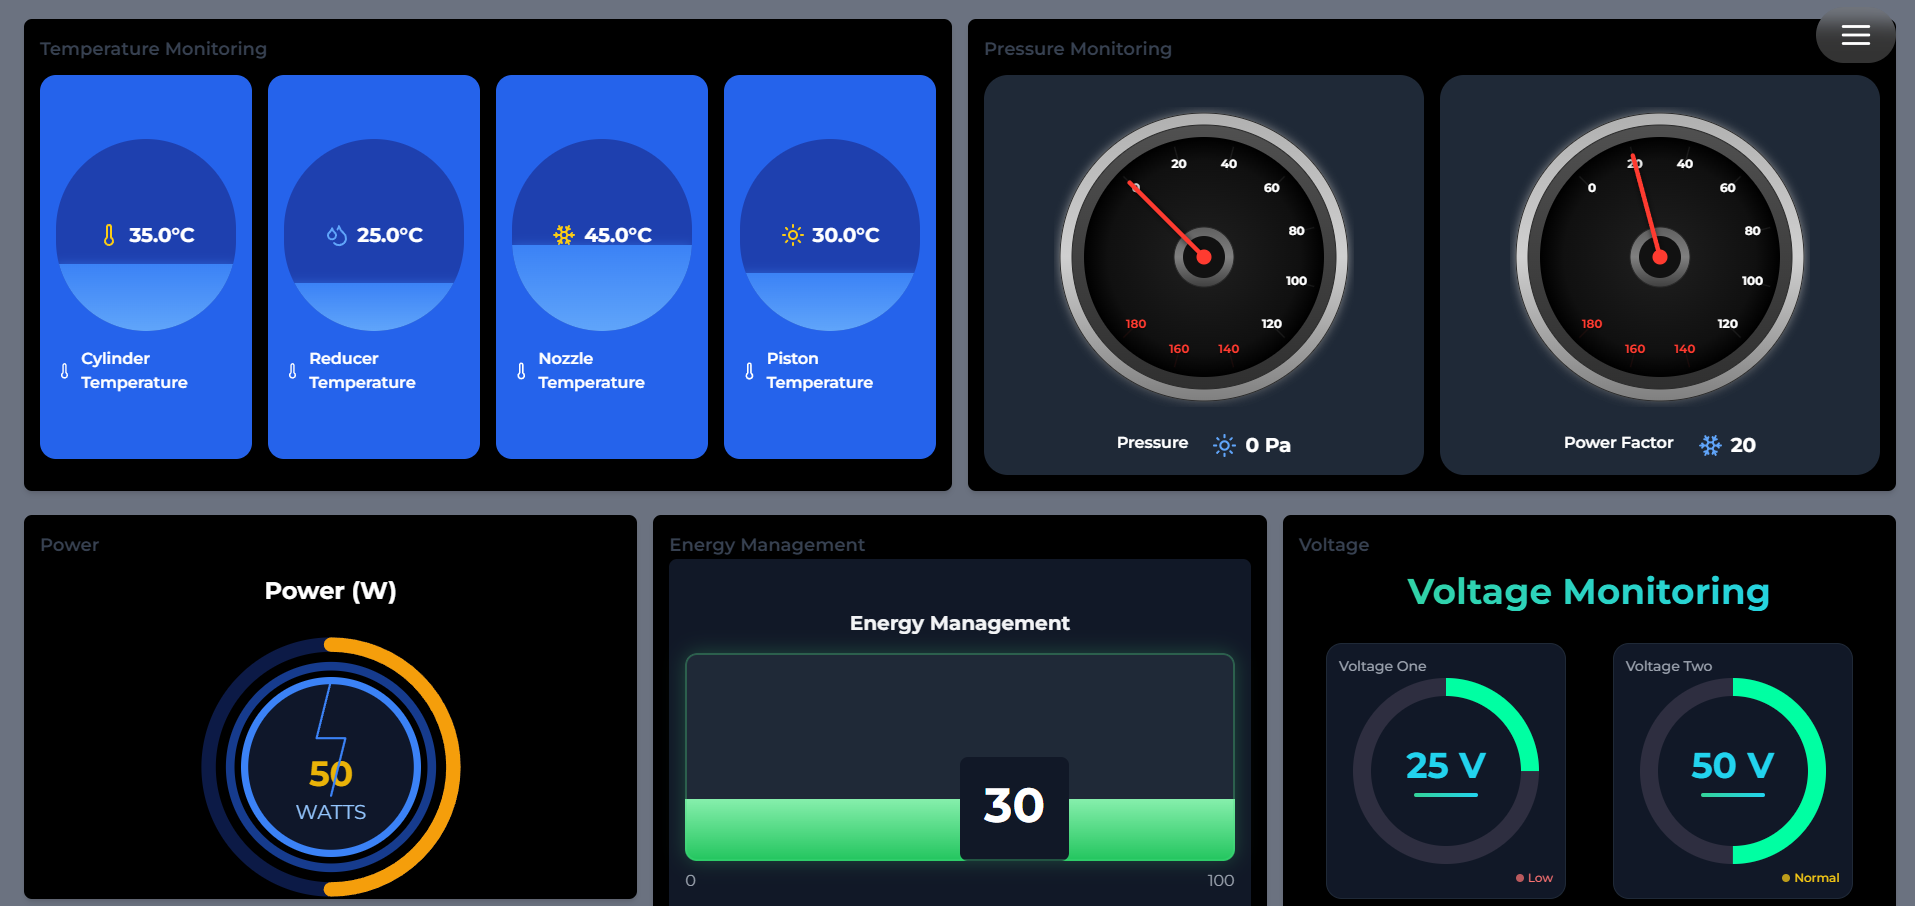 Temperature Monitoring
35.0°C
Cylinder
Temperature
25.0°C
Reducer
Temperature
45.0°C
Nozzle
Temperature
30.0°C
Piston
Temperature
Pressure Monitoring
0
20
40
60
80
100
120
140
160
180
Pressure
0 Pa
0
20
40
60
80
100
120
140
160
180
Power Factor
20
Power
Power (W)
50
WATTS
Energy Management
Energy Management
30
0
100
Voltage
Voltage Monitoring
Voltage One
25 V
Low
Voltage Two
50 V
Normal